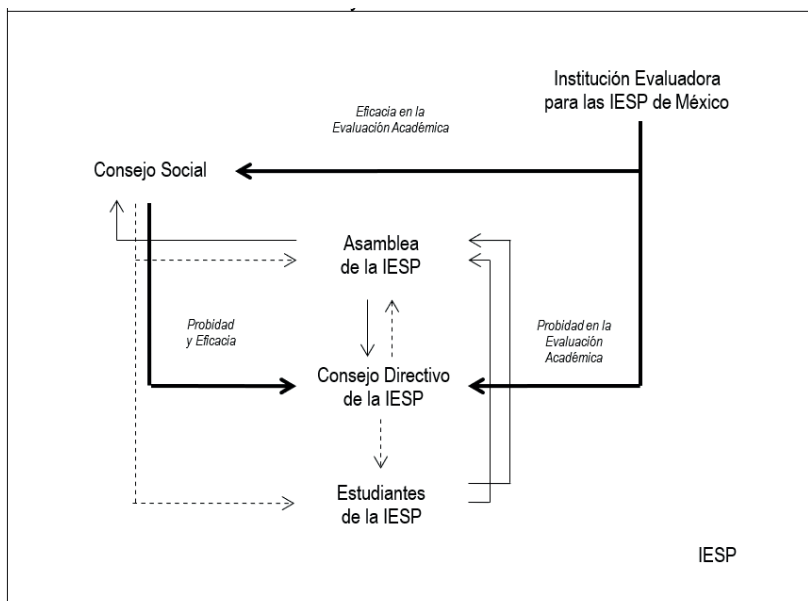 Institución Evaluadora
para las IESP de México
Eficacia en la
Evaluación Académica
Consejo Social
Asamblea
de la IESP
Probidad
y Eficacia
Probidad en la
Evaluación
Académica
Consejo Directivo
de la IESP
Estudiantes
de la IESP
IESP